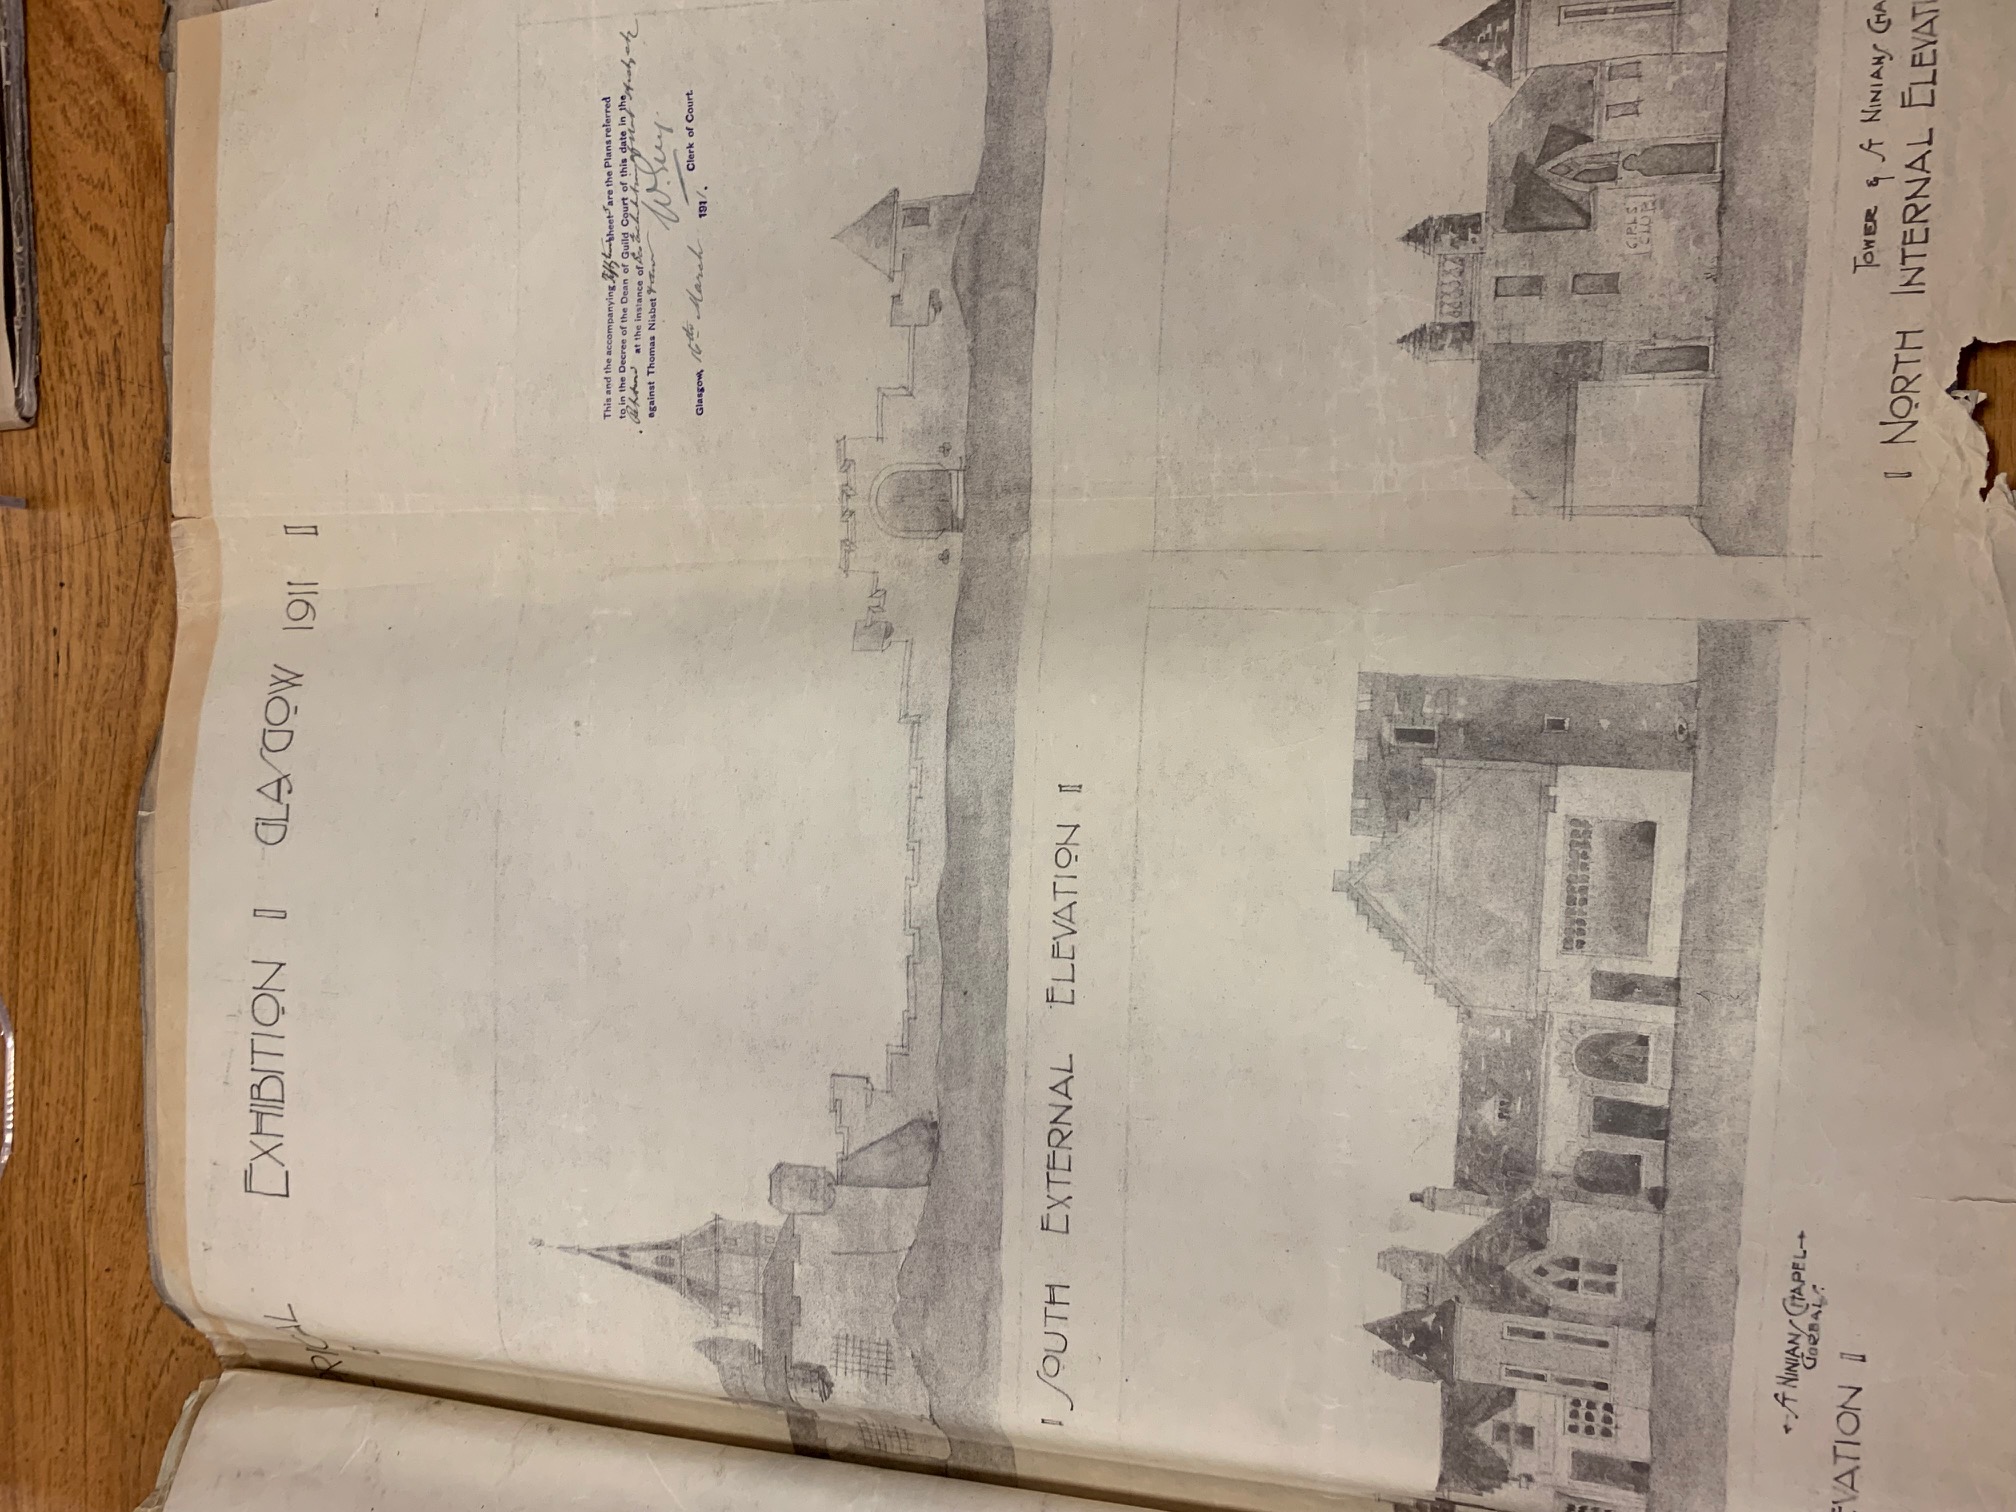 RICAL EXHIBITION GLASGOW 1911
This and the accompanying sheets are the Plans referred
to in the Decree of the Dean of Guild Court of this date in the
at the instance of
against Thomas Nisbet
Glasgow, 16th March 1911. Clerk of Court.
SOUTH EXTERNAL ELEVATION
GIRLS
CLUB
TOWER & St NINIANS CHA
NORTH INTERNAL ELEVATI
← St NINIANS CHAPEL →
GORBALS.
VATION